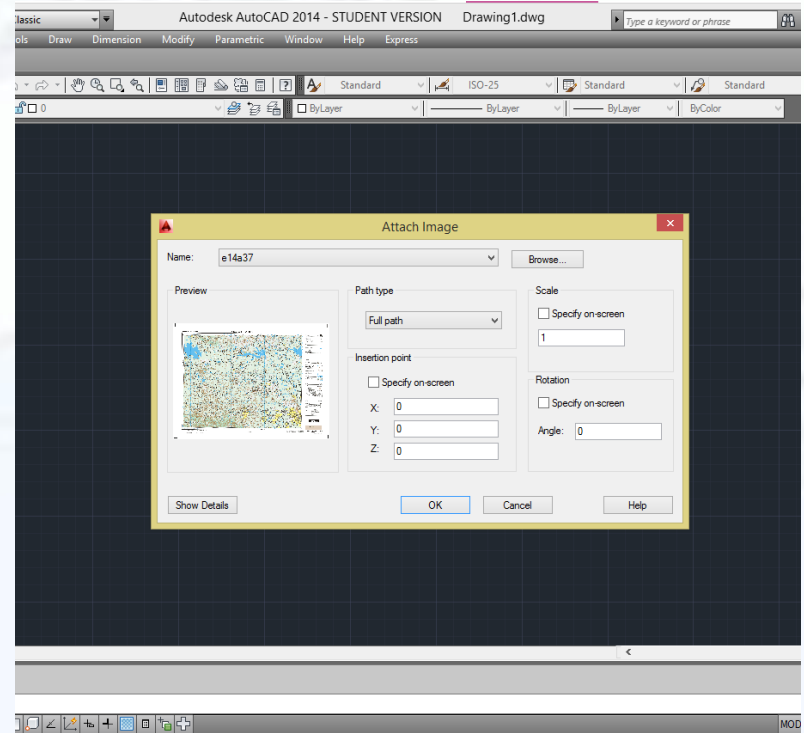 Classic
Autodesk AutoCAD 2014 - STUDENT VERSION Drawing1.dwg
Type a keyword or phrase
ols Draw Dimension Modify Parametric Window Help Express
Standard ISO-25 Standard Standard
0 ByLayer ByLayer ByLayer ByColor
Attach Image
Name: e14a37 Browse...
Preview
Path type
Full path
Scale
Specify on-screen
1
Insertion point
Specify on-screen
X: 0
Y: 0
Z: 0
Rotation
Specify on-screen
Angle: 0
Show Details OK Cancel Help
MOD